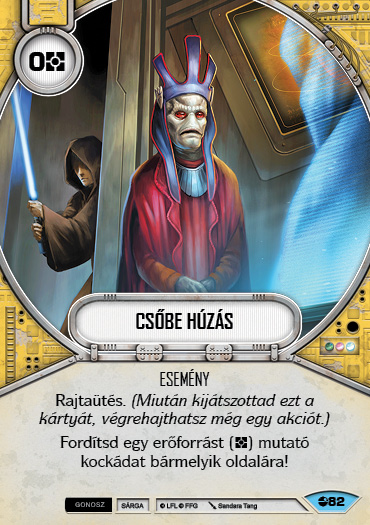 0
CSŐBE HÚZÁS
ESEMÉNY
Rajtaütés. (Miután kijátszottad ezt a
kártyát, végrehajthatsz még egy akciót.)
Fordítsd egy erőforrást ( ) mutató
kockádat bármelyik oldalára!
GONOSZ SÁRGA © LFL © FFG Sandara Tang 82